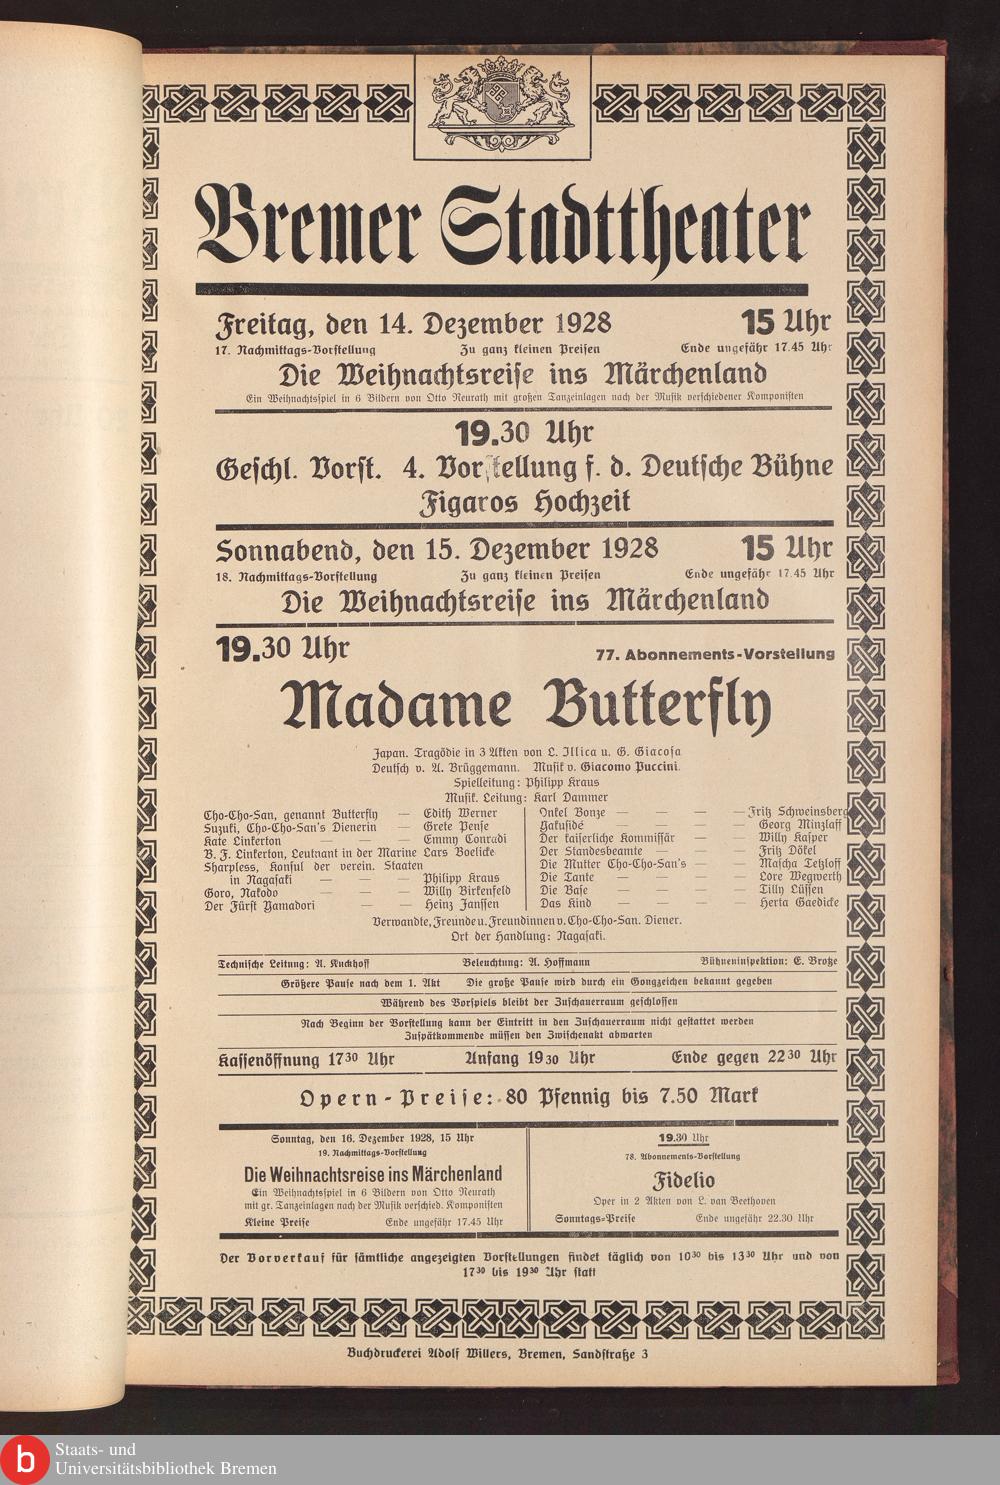 Bremer Stadttheater
Freitag, den 14. Dezember 1928 15 Uhr
17. Nachmittags-Vorstellung Zu ganz kleinen Preisen Ende ungefähr 17.45 Uhr
Die Weihnachtsreise ins Märchenland
Ein Weihnachtsspiel in 6 Bildern von Otto Neurath mit großen Tanzeinlagen nach der Musik verschiedener Komponisten
19.30 Uhr
Geschl. Vorst. 4. Vorstellung f. d. Deutsche Bühne
Figaros Hochzeit
Sonnabend, den 15. Dezember 1928 15 Uhr
18. Nachmittags-Vorstellung Zu ganz kleinen Preisen Ende ungefähr 17.45 Uhr
Die Weihnachtsreise ins Märchenland
19.30 Uhr 77. Abonnements-Vorstellung
Madame Butterfly
Japan. Tragödie in 3 Akten von L. Illica u. G. Giacosa
Deutsch v. A. Brüggemann. Musik v. Giacomo Puccini.
Spielleitung: Philipp Kraus
Musik. Leitung: Karl Dammer
Cho-Cho-San, genannt Butterfly — Edith Werner
Suzuki, Cho-Cho-San's Dienerin — Grete Pense
Kate Linkerton — — — Emmy Conradi
B. F. Linkerton, Leutnant in der Marine Lars Boelicke
Sharpless, Konsul der verein. Staaten
in Nagasaki — — — Philipp Kraus
Goro, Nakodo — — — Willy Birkenfeld
Der Fürst Yamadori — — Heinz Janssen
Onkel Bonze — — — — Fritz Schweinsberg
Yakusidé — — — — Georg Minzlaff
Der kaiserliche Kommissär — — Willy Kasper
Der Standesbeamte — — — Fritz Dökel
Die Mutter Cho-Cho-San's — — Mascha Tetzloff
Die Tante — — — — Lore Wegwerth
Die Base — — — — Tilly Lüssen
Das Kind — — — — Herta Gaedicke
Verwandte, Freunde u. Freundinnen v. Cho-Cho-San. Diener.
Ort der Handlung: Nagasaki.
Technische Leitung: A. Kuckhoff Beleuchtung: A. Hoffmann Bühneninspektion: E. Brotze
Größere Pause nach dem 1. Akt Die große Pause wird durch ein Gongzeichen bekannt gegeben
Während des Vorspiels bleibt der Zuschauerraum geschlossen
Nach Beginn der Vorstellung kann der Eintritt in den Zuschauerraum nicht gestattet werden
Zuspätkommende müssen den Zwischenakt abwarten
Kassenöffnung 17³⁰ Uhr Anfang 19³⁰ Uhr Ende gegen 22³⁰ Uhr
Opern-Preise: 80 Pfennig bis 7.50 Mark
Sonntag, den 16. Dezember 1928, 15 Uhr
19. Nachmittags-Vorstellung
Die Weihnachtsreise ins Märchenland
Ein Weihnachtsspiel in 6 Bildern von Otto Neurath
mit gr. Tanzeinlagen nach der Musik verschied. Komponisten
Kleine Preise Ende ungefähr 17.45 Uhr
19.30 Uhr
78. Abonnements-Vorstellung
Fidelio
Oper in 2 Akten von L. van Beethoven
Sonntags-Preise Ende ungefähr 22.30 Uhr
Der Vorverkauf für sämtliche angezeigten Vorstellungen findet täglich von 10³⁰ bis 13³⁰ Uhr und von
17³⁰ bis 19³⁰ Uhr statt
Buchdruckerei Adolf Willers, Bremen, Sandstraße 3
b
Staats- und
Universitätsbibliothek Bremen